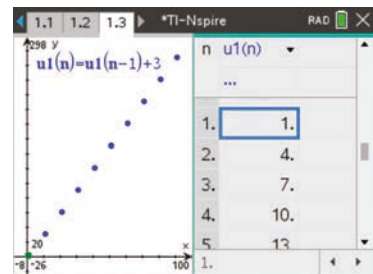 1.1 1.2 1.3 *TI-Nspire RAD
298 y
u1(n)=u1(n−1)+3
20
x
-8 -26 100
n u1(n)
...
1. 1.
2. 4.
3. 7.
4. 10.
5. 13.
1.